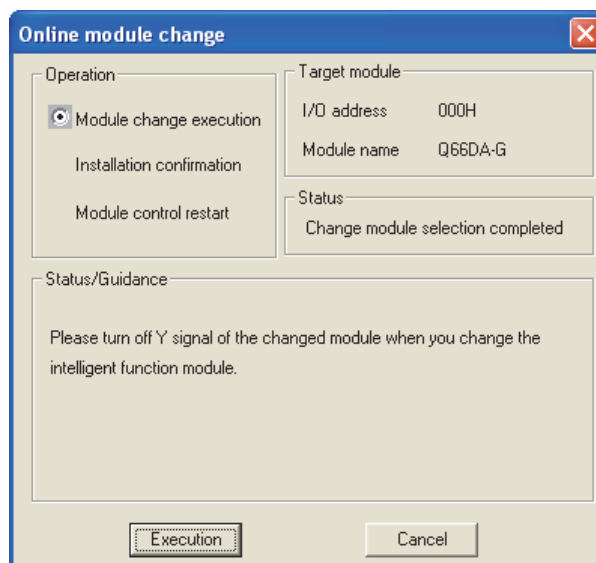 Online module change
Operation
Module change execution
Installation confirmation
Module control restart
Target module
I/O address 000H
Module name Q66DA-G
Status
Change module selection completed
Status/Guidance
Please turn off Y signal of the changed module when you change the
intelligent function module.
Execution Cancel